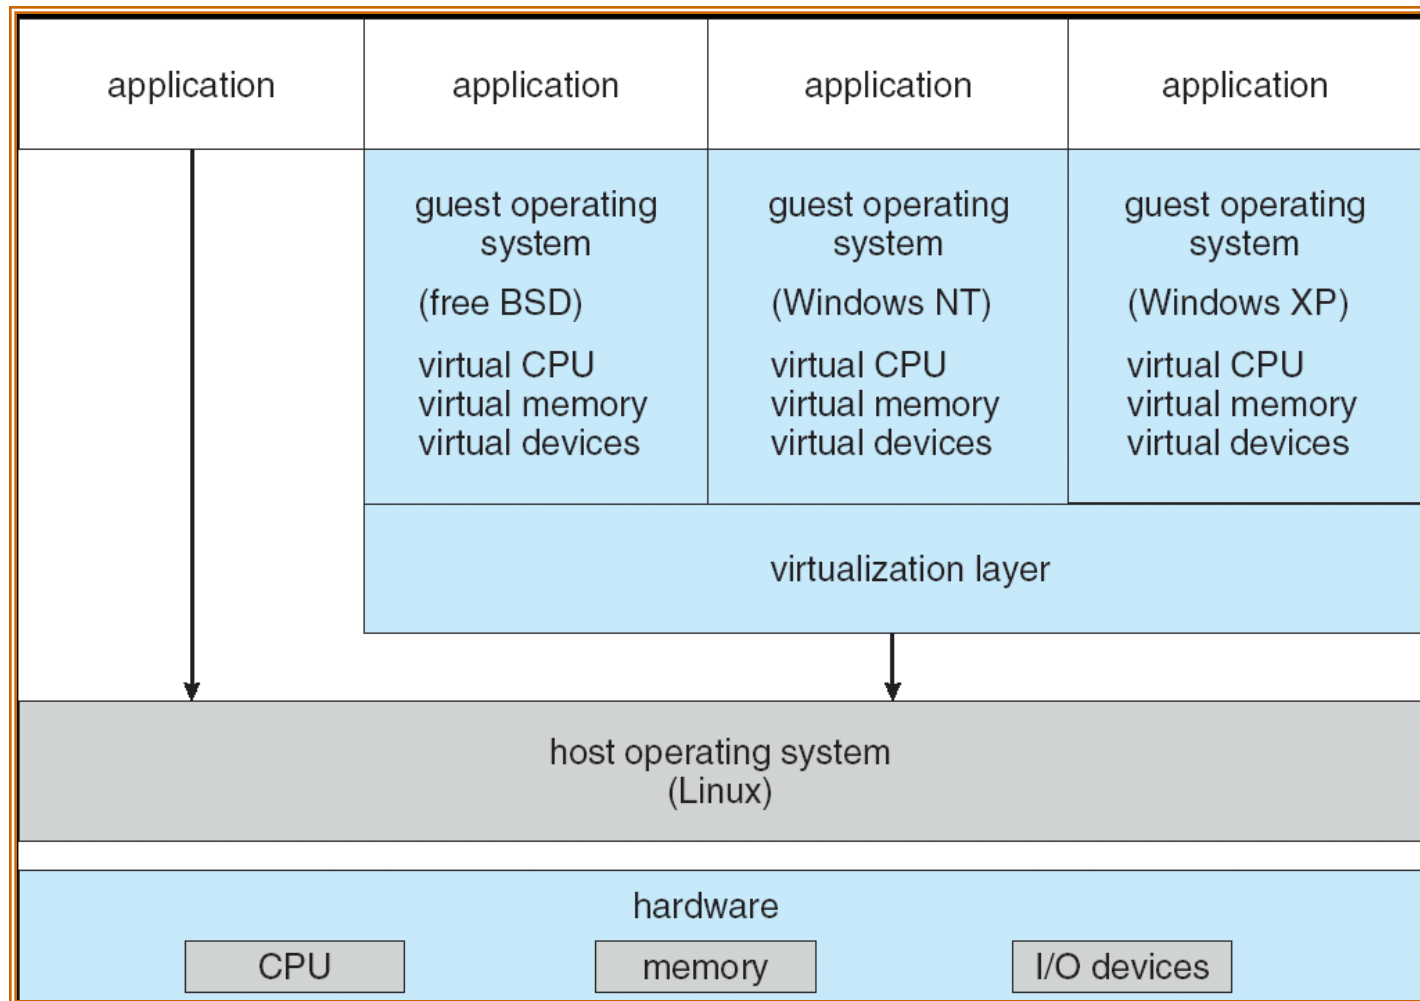 application
application
application
application
guest operating
system
(free BSD)
virtual CPU
virtual memory
virtual devices
guest operating
system
(Windows NT)
virtual CPU
virtual memory
virtual devices
guest operating
system
(Windows XP)
virtual CPU
virtual memory
virtual devices
virtualization layer
host operating system
(Linux)
hardware
CPU
memory
I/O devices